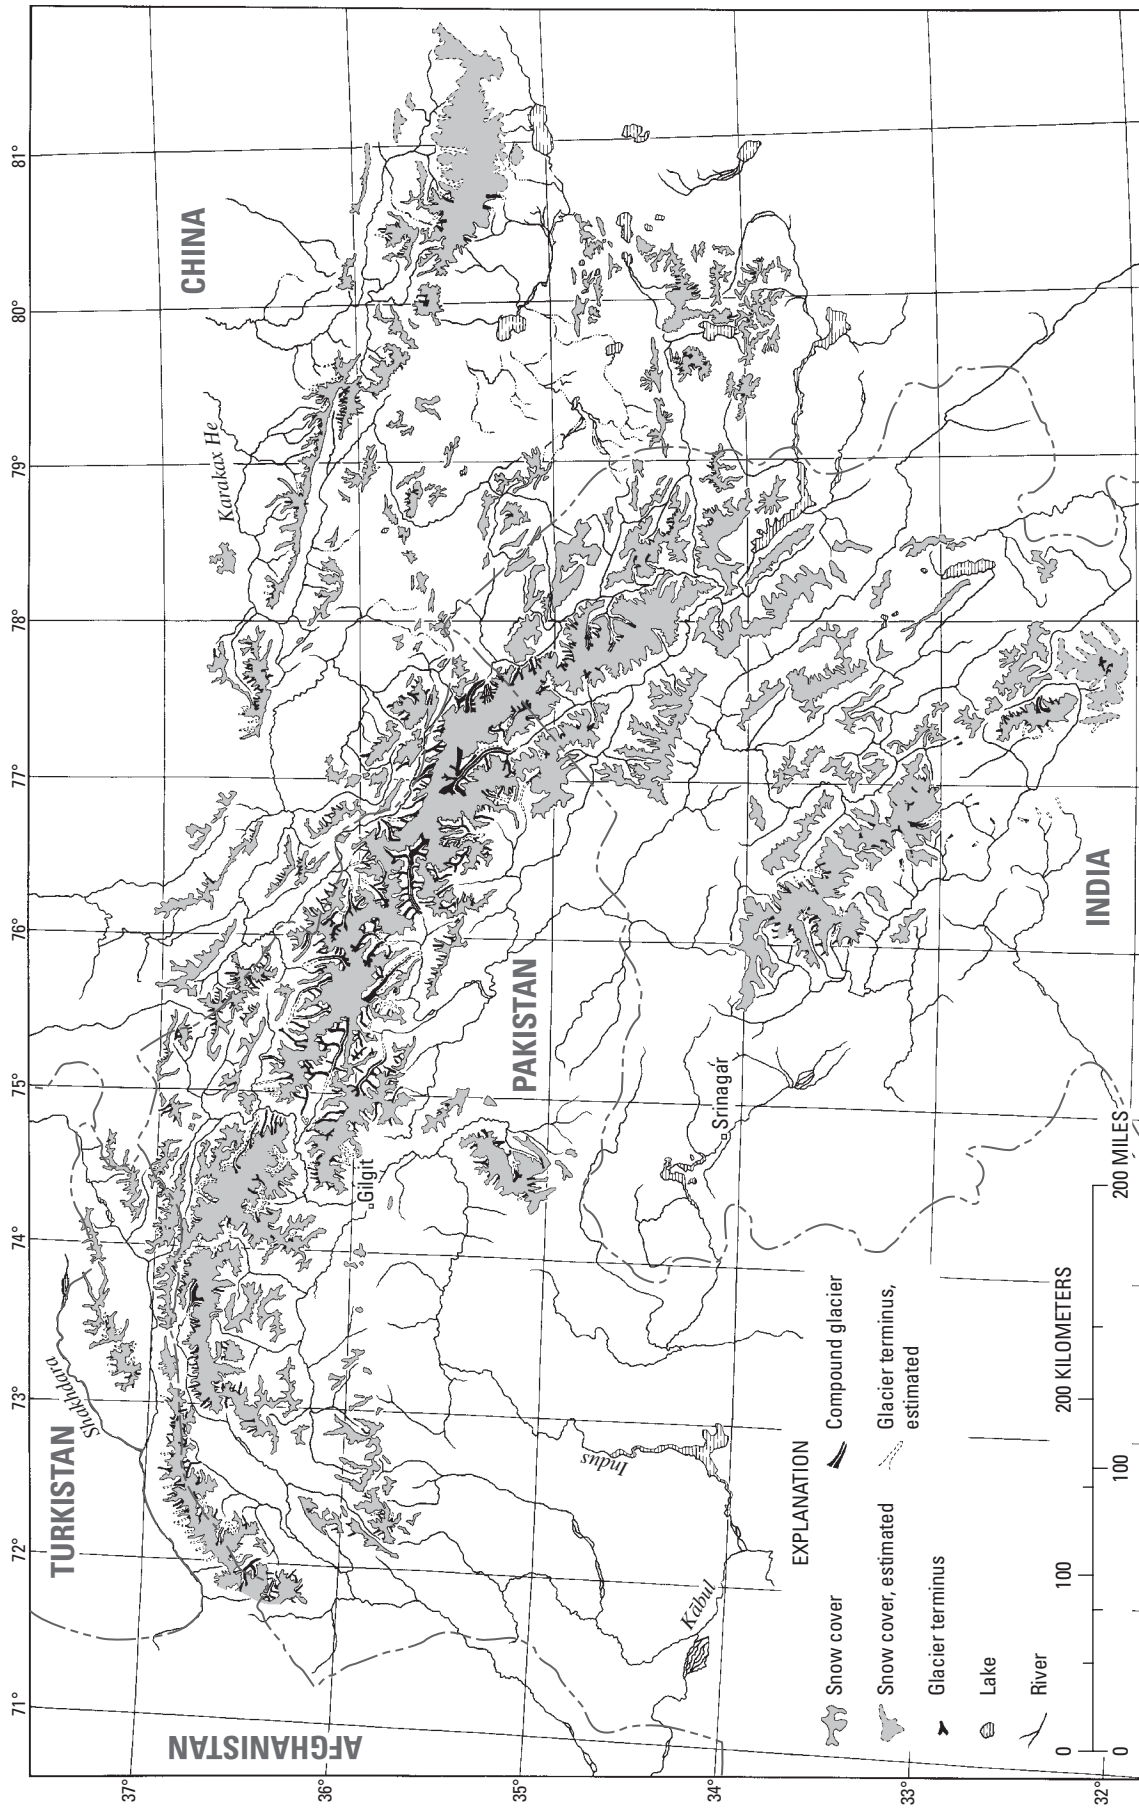 71°
72°
73°
74°
75°
76°
77°
78°
79°
80°
81°
TURKISTAN
Shakhdara
CHINA
Karakax He
AFGHANISTAN
37°
36°
35°
34°
33°
32°
Gilgit
PAKISTAN
Indus
Srinagar
Kābul
INDIA
EXPLANATION
Snow cover
Snow cover, estimated
Glacier terminus
Lake
River
Compound glacier
Glacier terminus,
estimated
0
100
200 KILOMETERS
0
100
200 MILES